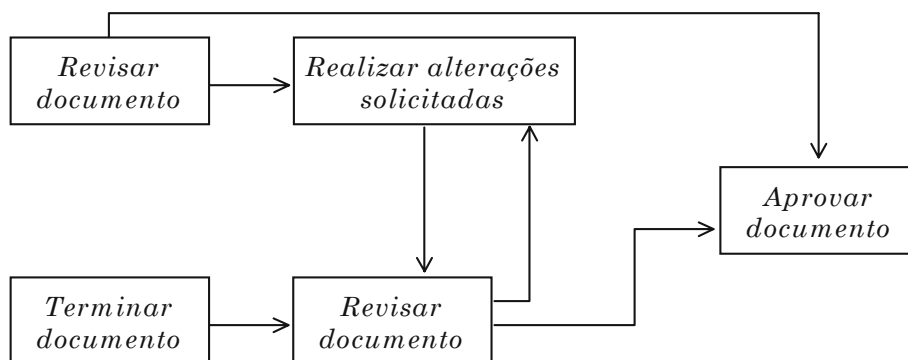 Revisar
documento
Realizar alterações
solicitadas
Aprovar
documento
Terminar
documento
Revisar
documento